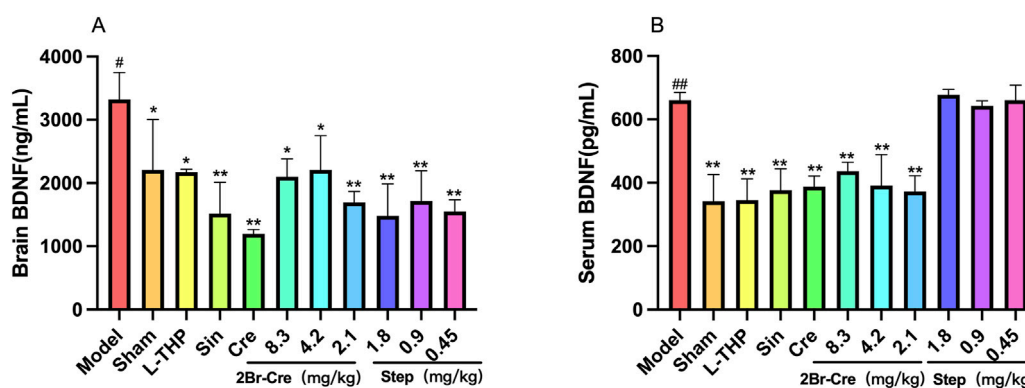 A
Brain BDNF(ng/mL)
4000
3000
2000
1000
0
#
*
*
**
**
*
*
**
**
**
**
Model
Sham
L-THP
Sin
Cre
8.3
4.2
2.1
1.8
0.9
0.45
2Br-Cre (mg/kg)
Step (mg/kg)
B
Serum BDNF(pg/mL)
800
600
400
200
0
##
**
**
**
**
**
**
**
Model
Sham
L-THP
Sin
Cre
8.3
4.2
2.1
1.8
0.9
0.45
2Br-Cre (mg/kg)
Step (mg/kg)